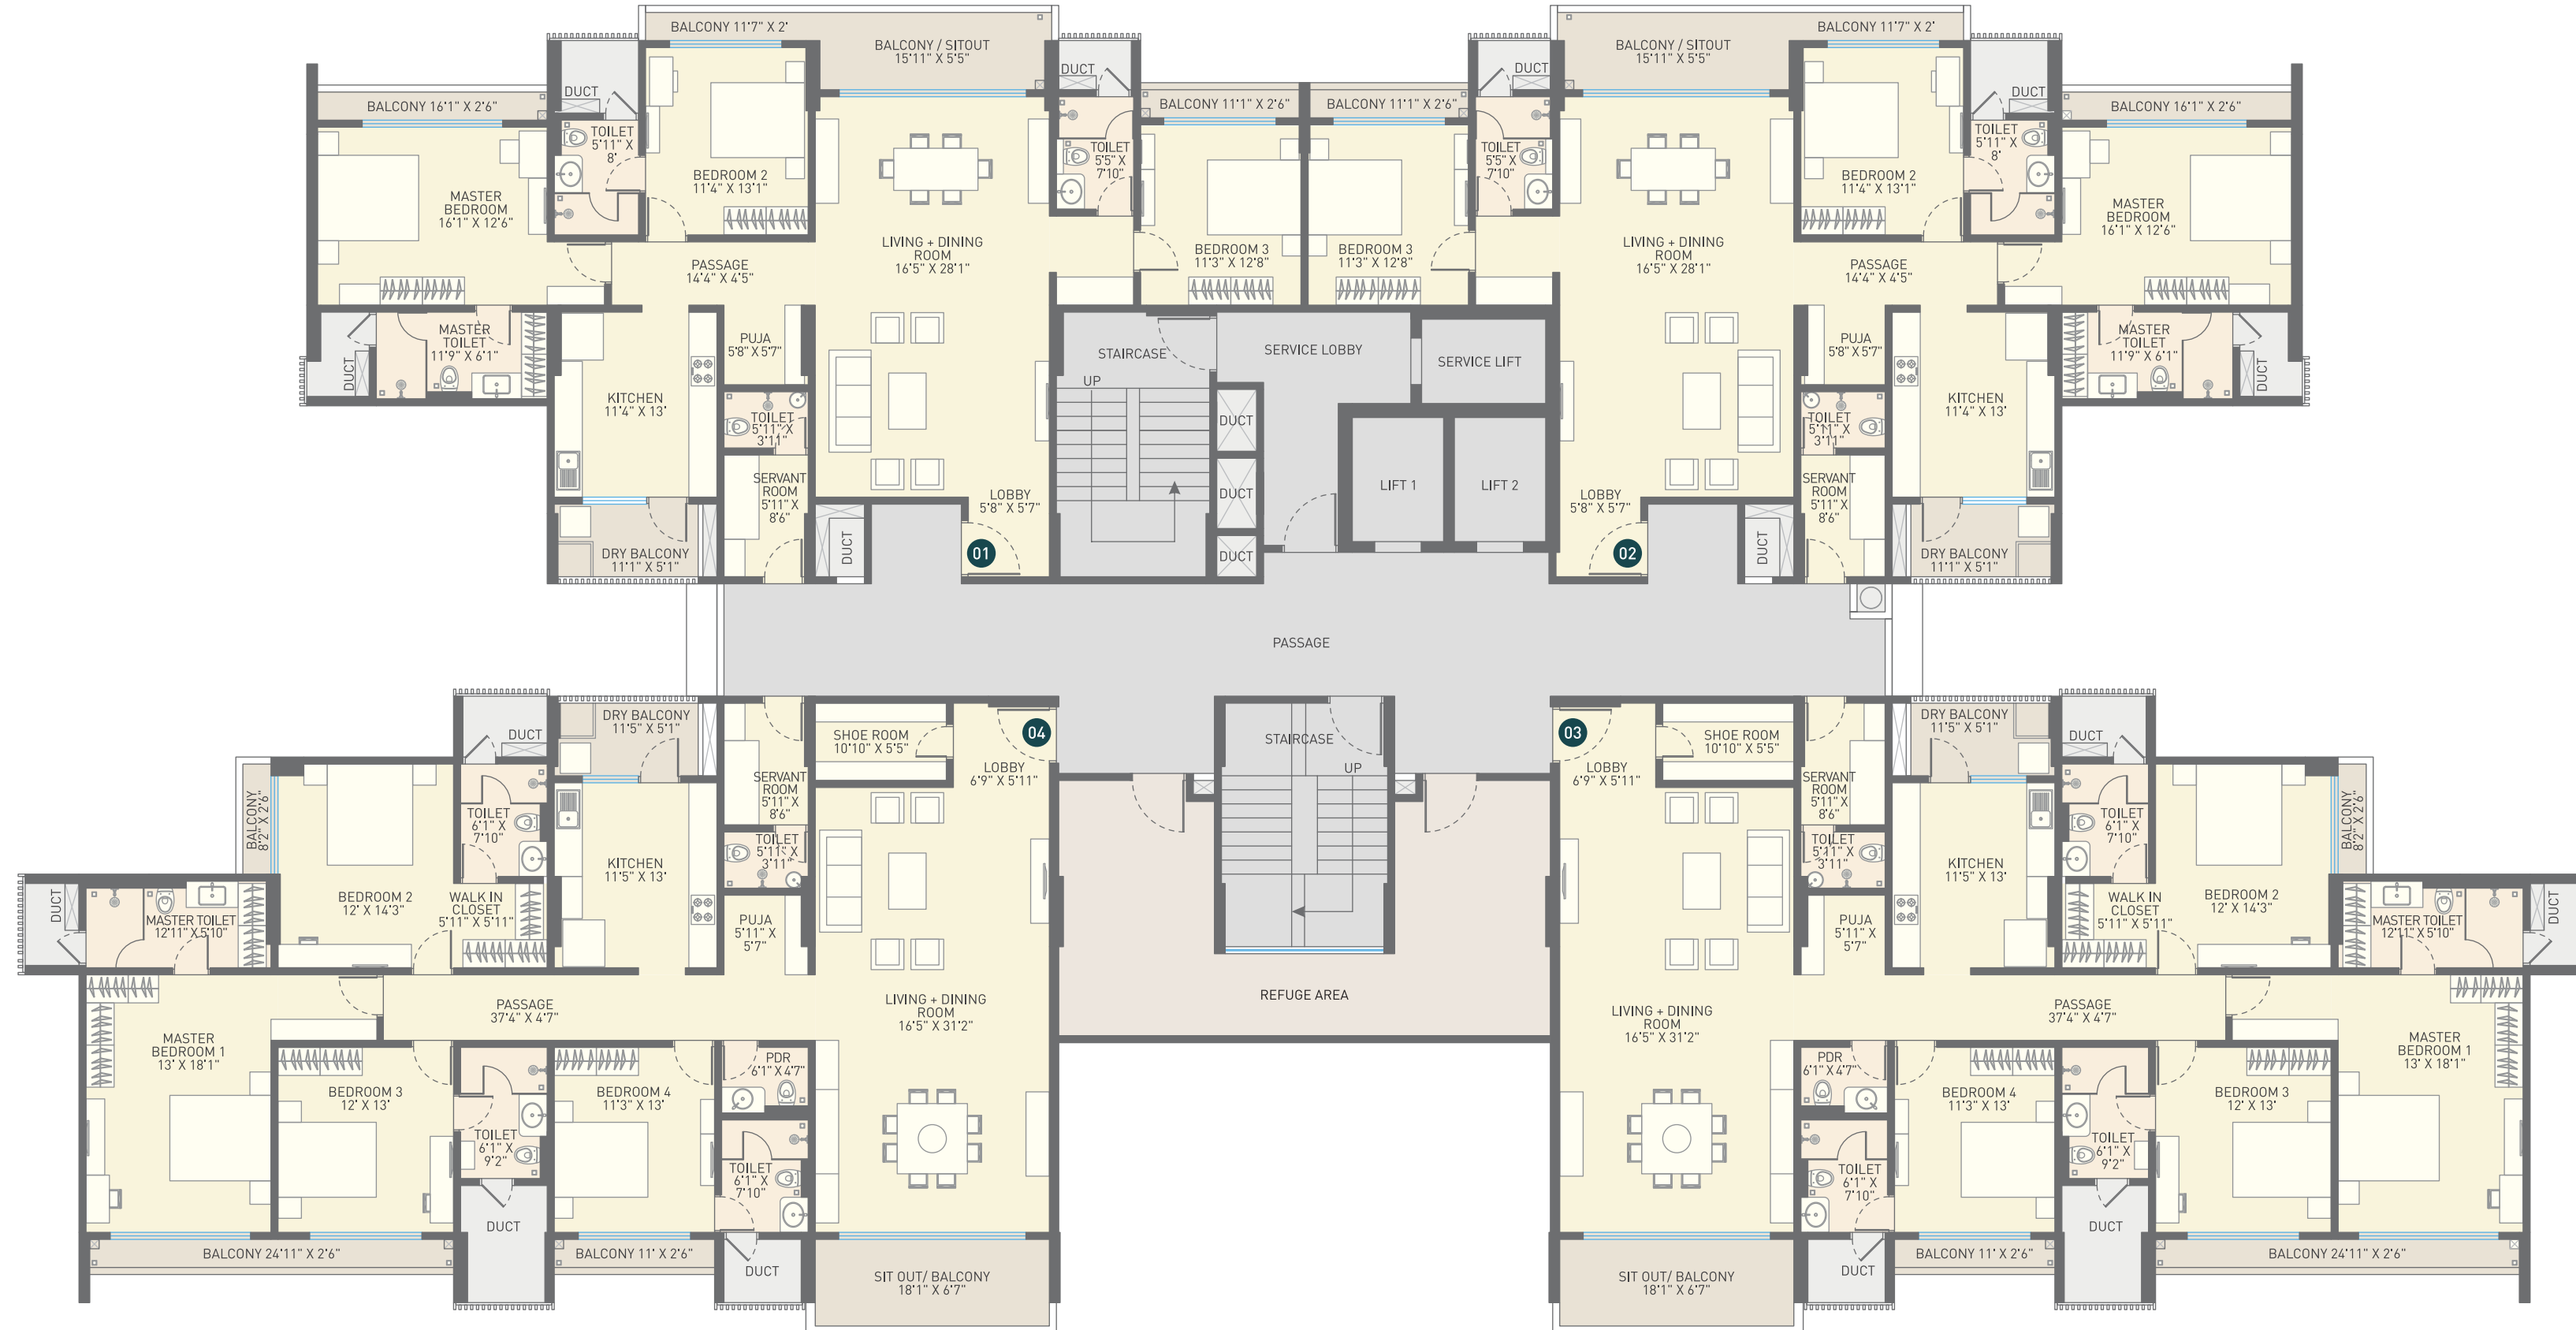 BALCONY 11'7" X 2'
BALCONY / SITOUT
15'11" X 5'5"
DUCT
BALCONY 16'1" X 2'6"
DUCT
TOILET
5'11" X
8'
BEDROOM 2
11'4" X 13'1"
MASTER
BEDROOM
16'1" X 12'6"
BALCONY 11'1" X 2'6"
TOILET
5'5" X
7'10"
LIVING + DINING
ROOM
16'5" X 28'1"
BEDROOM 3
11'3" X 12'8"
PASSAGE
14'4" X 4'5"
MASTER
TOILET
11'9" X 6'1"
DUCT
PUJA
5'8" X 5'7"
KITCHEN
11'4" X 13'
TOILET
5'11" X
3'11"
SERVANT
ROOM
5'11" X
8'6"
LOBBY
5'8" X 5'7"
DRY BALCONY
11'1" X 5'1"
DUCT
01
STAIRCASE
UP
SERVICE LOBBY
SERVICE LIFT
DUCT
DUCT
DUCT
LIFT 1
LIFT 2
BALCONY / SITOUT
15'11" X 5'5"
BALCONY 11'7" X 2'
DUCT
DUCT
BALCONY 11'1" X 2'6"
BALCONY 16'1" X 2'6"
TOILET
5'5" X
7'10"
BEDROOM 2
11'4" X 13'1"
TOILET
5'11" X
8'
MASTER
BEDROOM
16'1" X 12'6"
BEDROOM 3
11'3" X 12'8"
LIVING + DINING
ROOM
16'5" X 28'1"
PASSAGE
14'4" X 4'5"
PUJA
5'8" X 5'7"
MASTER
TOILET
11'9" X 6'1"
DUCT
KITCHEN
11'4" X 13'
TOILET
5'11" X
3'11"
SERVANT
ROOM
5'11" X
8'6"
LOBBY
5'8" X 5'7"
02
DUCT
DRY BALCONY
11'1" X 5'1"
PASSAGE
DUCT
DRY BALCONY
11'5" X 5'1"
SHOE ROOM
10'10" X 5'5"
04
LOBBY
6'9" X 5'11"
SERVANT
ROOM
5'11" X
8'6"
BALCONY
8'2" X 2'6"
TOILET
6'1" X
7'10"
TOILET
5'11" X
3'11"
KITCHEN
11'5" X 13'
BEDROOM 2
12' X 14'3"
WALK IN
CLOSET
5'11" X 5'11"
DUCT
MASTER TOILET
12'11" X 5'10"
PUJA
5'11" X
5'7"
PASSAGE
37'4" X 4'7"
LIVING + DINING
ROOM
16'5" X 31'2"
MASTER
BEDROOM 1
13' X 18'1"
BEDROOM 3
12' X 13'
BEDROOM 4
11'3" X 13'
PDR
6'1" X 4'7"
TOILET
6'1" X
9'2"
TOILET
6'1" X
7'10"
DUCT
BALCONY 24'11" X 2'6"
BALCONY 11' X 2'6"
DUCT
SIT OUT/ BALCONY
18'1" X 6'7"
STAIRCASE
UP
REFUGE AREA
03
LOBBY
6'9" X 5'11"
SHOE ROOM
10'10" X 5'5"
DRY BALCONY
11'5" X 5'1"
DUCT
SERVANT
ROOM
5'11" X
8'6"
TOILET
5'11" X
3'11"
TOILET
6'1" X
7'10"
BALCONY
8'2" X 2'6"
KITCHEN
11'5" X 13'
WALK IN
CLOSET
5'11" X 5'11"
BEDROOM 2
12' X 14'3"
MASTER TOILET
12'11" X 5'10"
DUCT
PUJA
5'11" X
5'7"
LIVING + DINING
ROOM
16'5" X 31'2"
PASSAGE
37'4" X 4'7"
MASTER
BEDROOM 1
13' X 18'1"
PDR
6'1" X 4'7"
BEDROOM 4
11'3" X 13'
BEDROOM 3
12' X 13'
TOILET
6'1" X
9'2"
TOILET
6'1" X
7'10"
DUCT
SIT OUT/ BALCONY
18'1" X 6'7"
DUCT
BALCONY 11' X 2'6"
BALCONY 24'11" X 2'6"